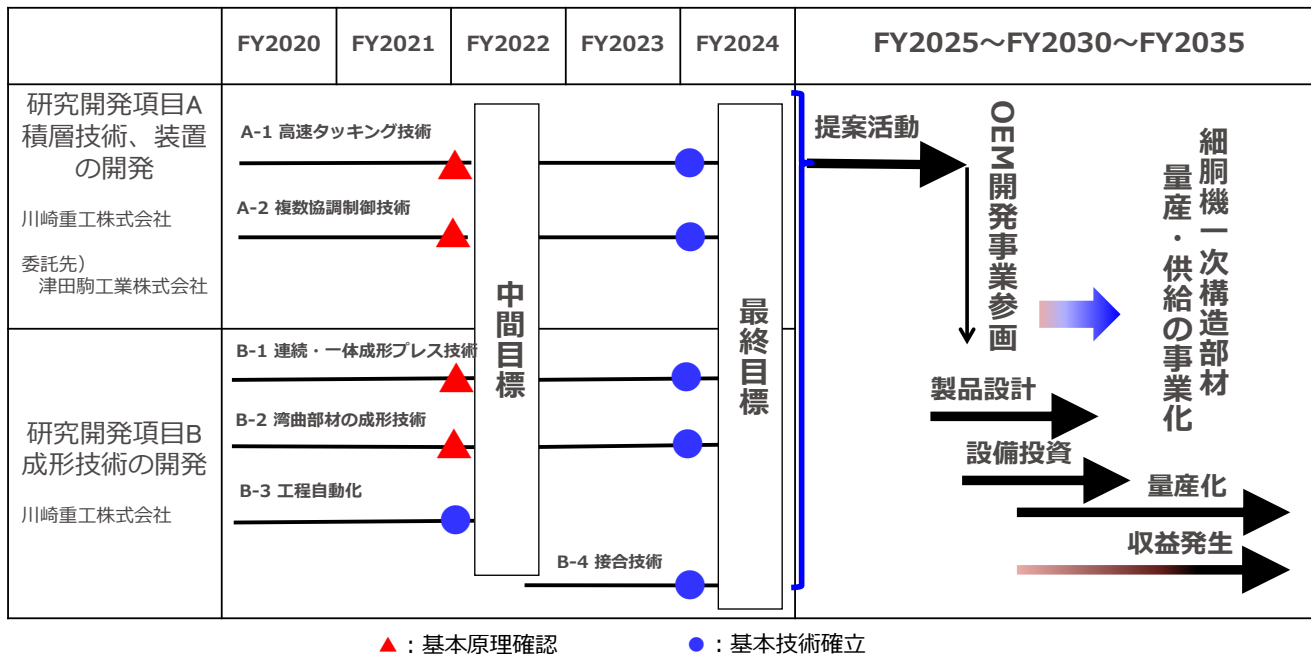 FY2020
FY2021
FY2022
FY2023
FY2024
FY2025～FY2030～FY2035
研究開発項目A
積層技術、装置
の開発
川崎重工株式会社
委託先）
津田駒工業株式会社
A-1 高速タッキング技術
A-2 複数協調制御技術
研究開発項目B
成形技術の開発
川崎重工株式会社
B-1 連続・一体成形プレス技術
B-2 湾曲部材の成形技術
B-3 工程自動化
B-4 接合技術
中間目標
最終目標
提案活動
OEM開発事業参画
細胴機一次構造部材
量産・供給の事業化
製品設計
設備投資
量産化
収益発生
▲：基本原理確認
●：基本技術確立